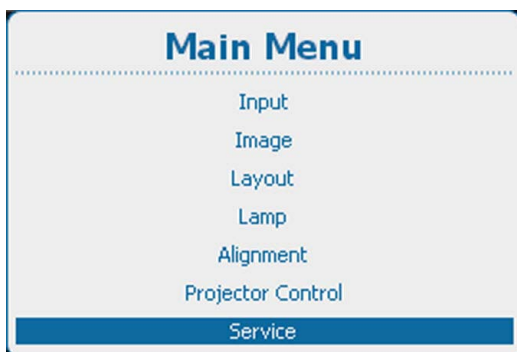 Main Menu
Input
Image
Layout
Lamp
Alignment
Projector Control
Service